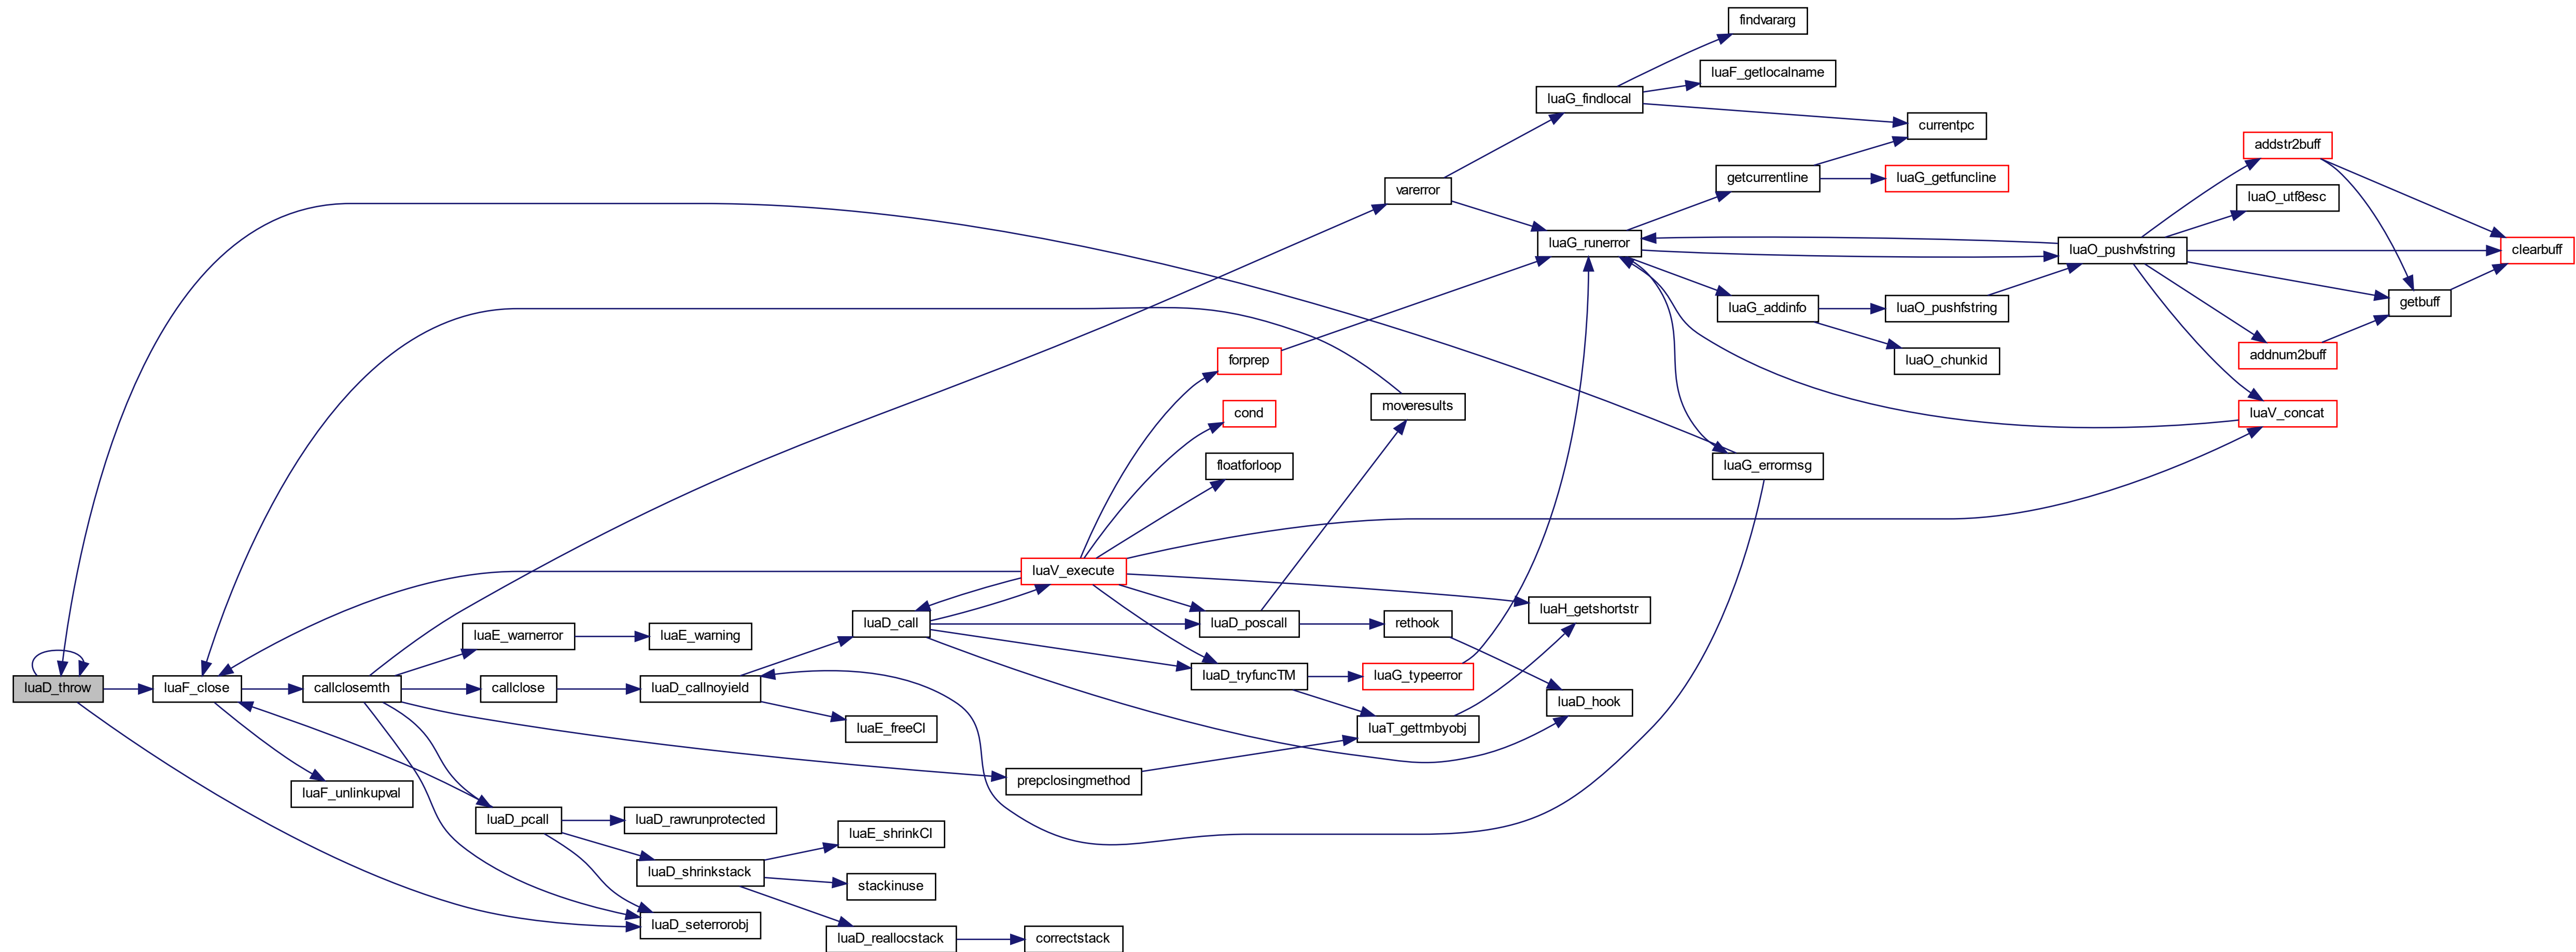 findvararg
luaF_getlocalname
luaG_findlocal
currentpc
addstr2buff
getcurrentline
luaG_getfuncline
varerror
luaO_utf8esc
luaG_runerror
luaO_pushvfstring
clearbuff
luaG_addinfo
luaO_pushfstring
getbuff
forprep
luaO_chunkid
addnum2buff
cond
moveresults
luaV_concat
floatforloop
luaG_errormsg
luaV_execute
luaH_getshortstr
luaE_warnerror
luaE_warning
luaD_call
luaD_poscall
rethook
luaD_throw
luaF_close
callclosemth
callclose
luaD_callnoyield
luaD_tryfuncTM
luaG_typeerror
luaD_hook
luaE_freeCI
luaT_gettmbyobj
luaF_unlinkupval
prepclosingmethod
luaD_pcall
luaD_rawrunprotected
luaE_shrinkCI
luaD_shrinkstack
stackinuse
luaD_seterrorobj
luaD_reallocstack
correctstack